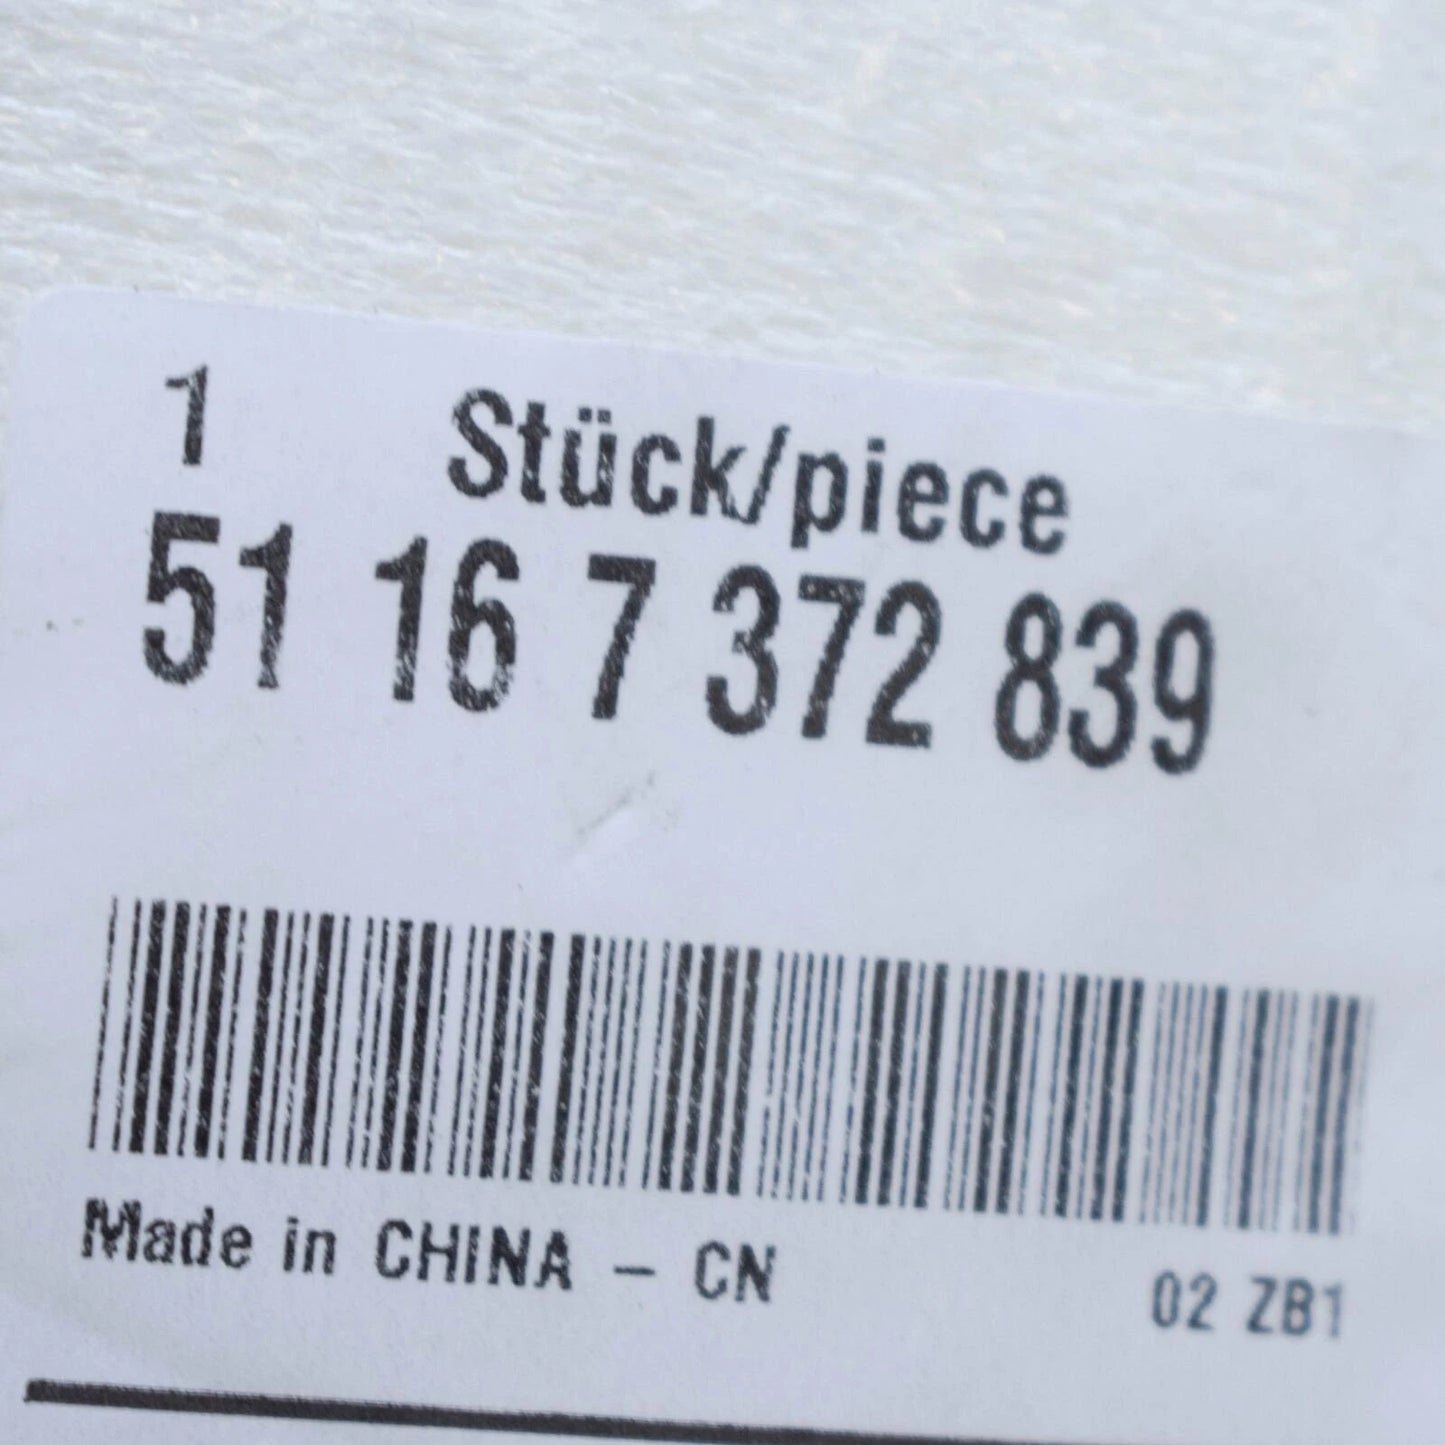 1 Stück/piece
51 16 7 372 839
Made in CHINA – CN 02 ZB1